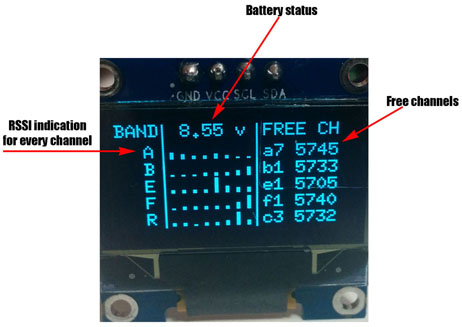 Battery status
GND VCC SCL SDA
Free channels
RSSI indication
for every channel
BAND 8.55 v FREE CH
A a7 5745
B b1 5733
E e1 5705
F f1 5740
R c3 5732